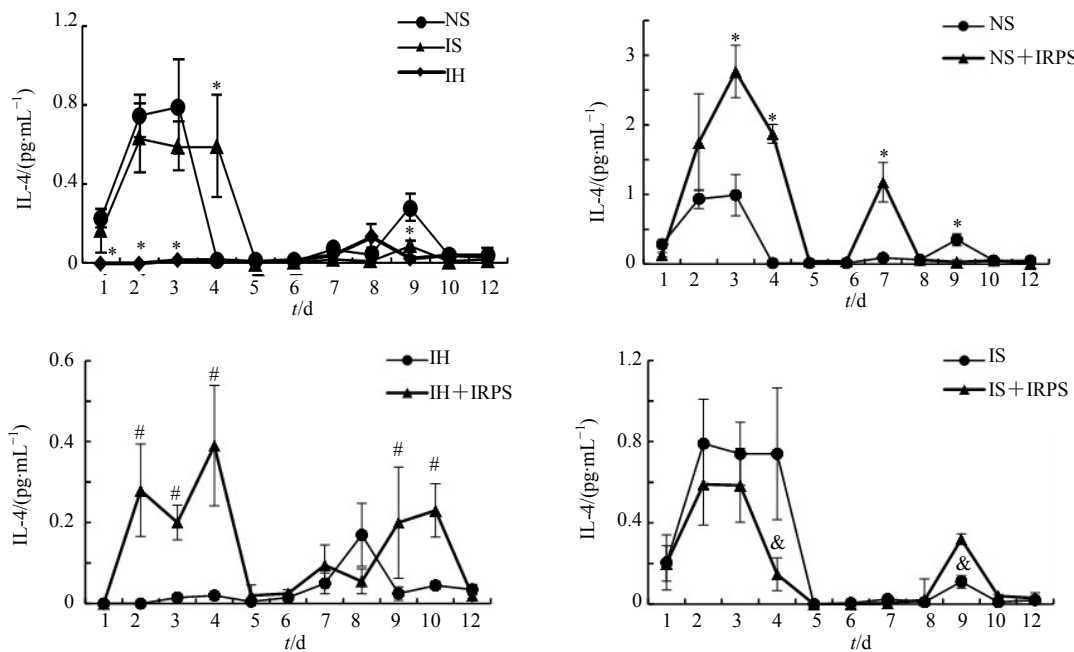 1.2
0.8
0.4
0
IL-4/(pg·mL⁻¹)
NS
IS
IH
*
* * *
*
1 2 3 4 5 6 7 8 9 10 12
t/d
3
2
1
0
IL-4/(pg·mL⁻¹)
NS
NS+IRPS
*
*
*
*
1 2 3 4 5 6 7 8 9 10 12
t/d
0.6
0.4
0.2
0
IL-4/(pg·mL⁻¹)
IH
IH+IRPS
#
#
#
# #
1 2 3 4 5 6 7 8 9 10 12
t/d
1.2
0.8
0.4
0
IL-4/(pg·mL⁻¹)
IS
IS+IRPS
&
&
1 2 3 4 5 6 7 8 9 10 12
t/d